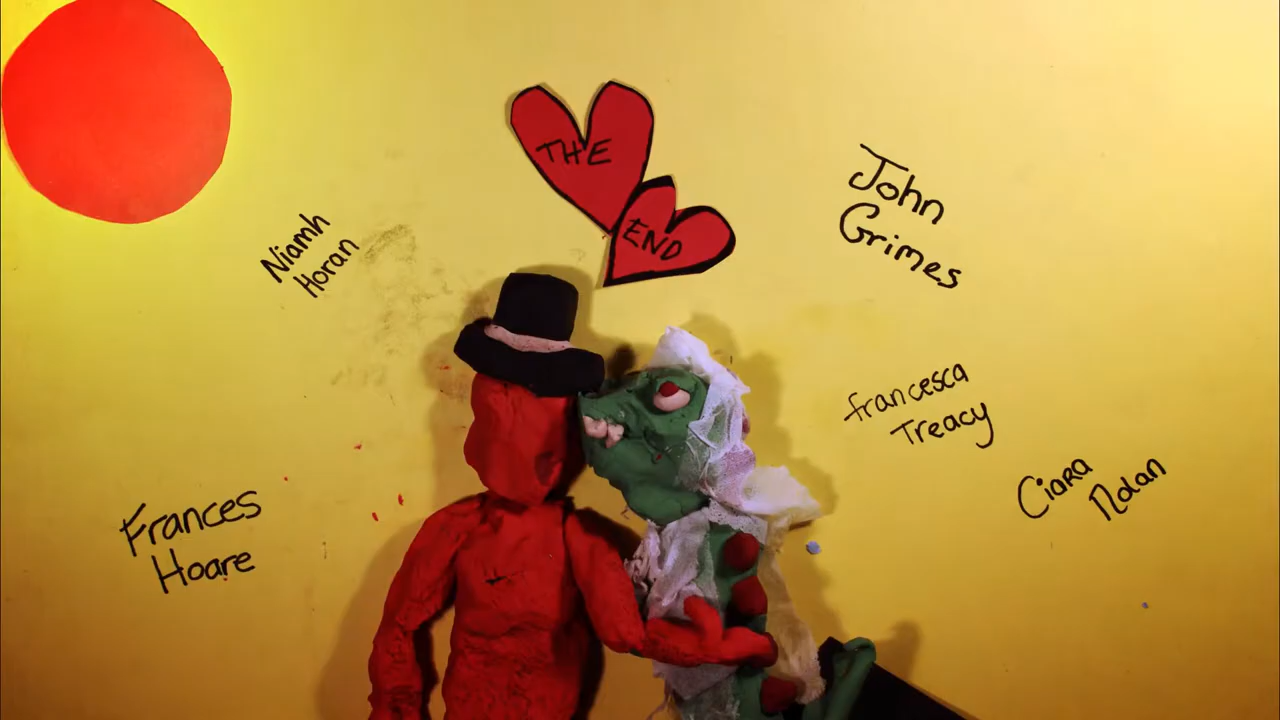 THE
END
John
Grimes
Niamh
Horan
francesca
Treacy
Ciara
Nolan
Frances
Hoare